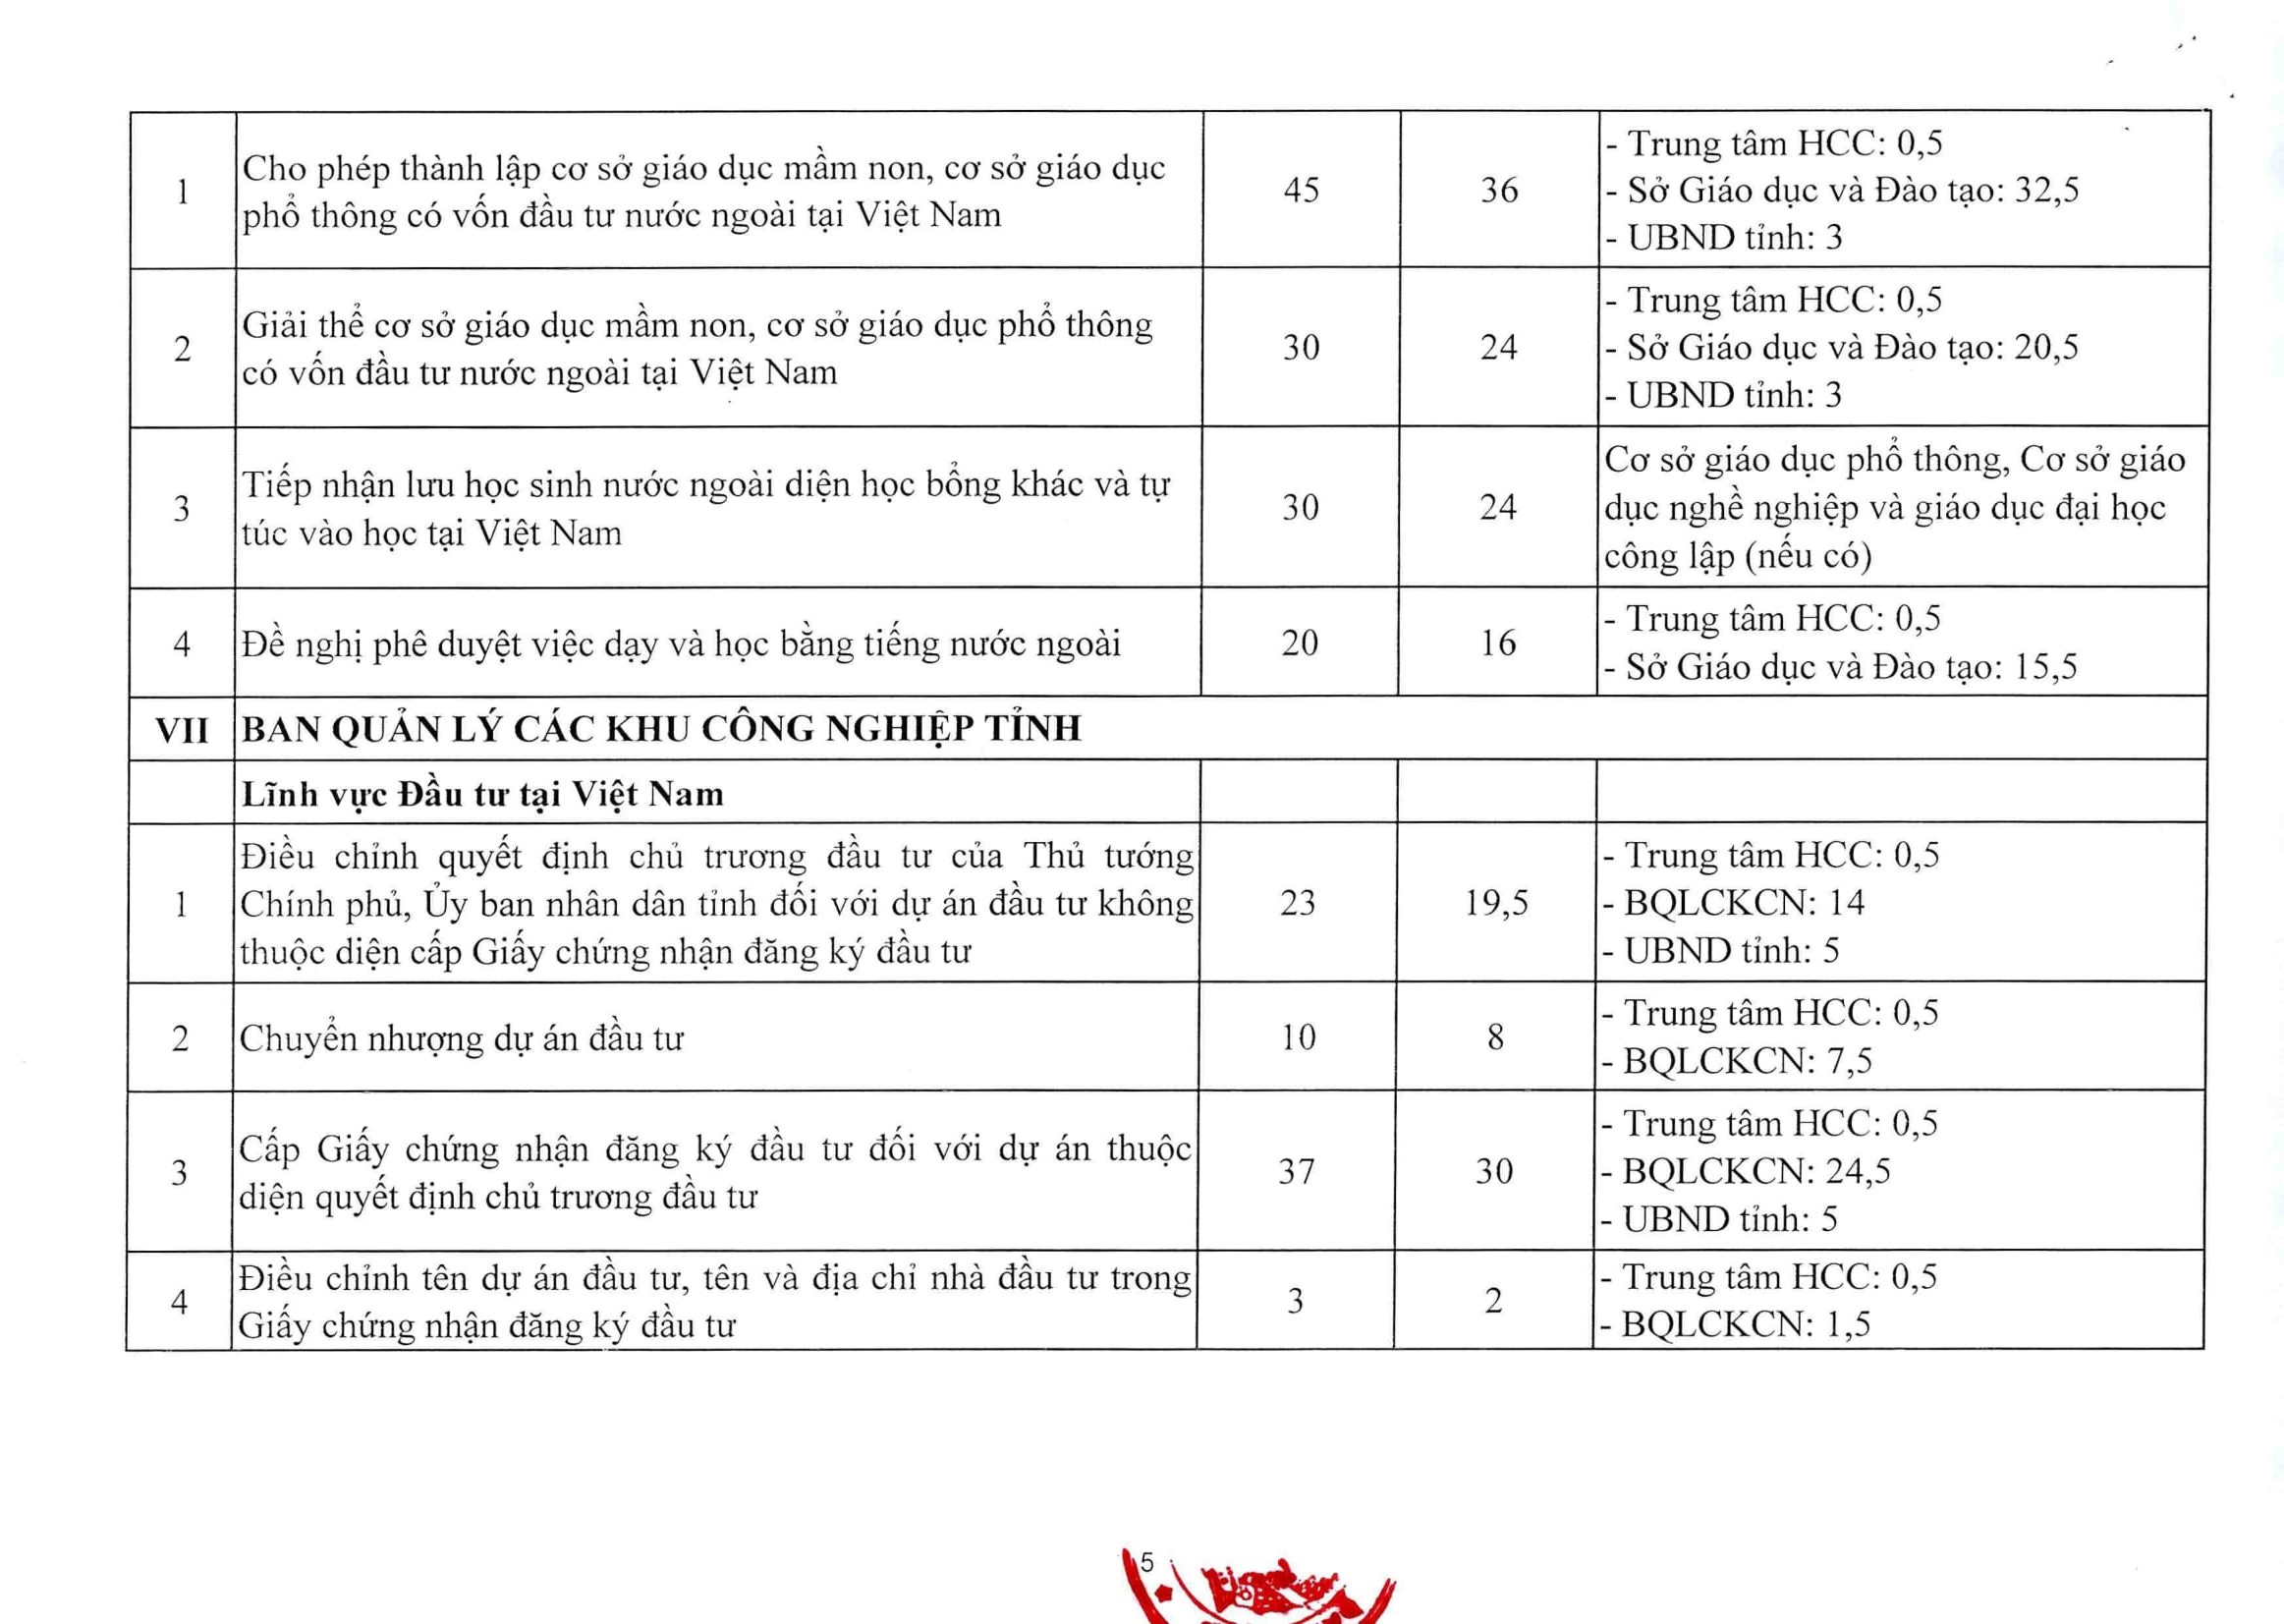 1
Cho phép thành lập cơ sở giáo dục mầm non, cơ sở giáo dục
phổ thông có vốn đầu tư nước ngoài tại Việt Nam
45
36
- Trung tâm HCC: 0,5
- Sở Giáo dục và Đào tạo: 32,5
- UBND tỉnh: 3
2
Giải thể cơ sở giáo dục mầm non, cơ sở giáo dục phổ thông
có vốn đầu tư nước ngoài tại Việt Nam
30
24
- Trung tâm HCC: 0,5
- Sở Giáo dục và Đào tạo: 20,5
- UBND tỉnh: 3
3
Tiếp nhận lưu học sinh nước ngoài diện học bổng khác và tự
túc vào học tại Việt Nam
30
24
Cơ sở giáo dục phổ thông, Cơ sở giáo
dục nghề nghiệp và giáo dục đại học
công lập (nếu có)
4
Đề nghị phê duyệt việc dạy và học bằng tiếng nước ngoài
20
16
- Trung tâm HCC: 0,5
- Sở Giáo dục và Đào tạo: 15,5
VII
BAN QUẢN LÝ CÁC KHU CÔNG NGHIỆP TỈNH
Lĩnh vực Đầu tư tại Việt Nam
1
Điều chỉnh quyết định chủ trương đầu tư của Thủ tướng
Chính phủ, Ủy ban nhân dân tỉnh đối với dự án đầu tư không
thuộc diện cấp Giấy chứng nhận đăng ký đầu tư
23
19,5
- Trung tâm HCC: 0,5
- BQLCKCN: 14
- UBND tỉnh: 5
2
Chuyển nhượng dự án đầu tư
10
8
- Trung tâm HCC: 0,5
- BQLCKCN: 7,5
3
Cấp Giấy chứng nhận đăng ký đầu tư đối với dự án thuộc
diện quyết định chủ trương đầu tư
37
30
- Trung tâm HCC: 0,5
- BQLCKCN: 24,5
- UBND tỉnh: 5
4
Điều chỉnh tên dự án đầu tư, tên và địa chỉ nhà đầu tư trong
Giấy chứng nhận đăng ký đầu tư
3
2
- Trung tâm HCC: 0,5
- BQLCKCN: 1,5
5